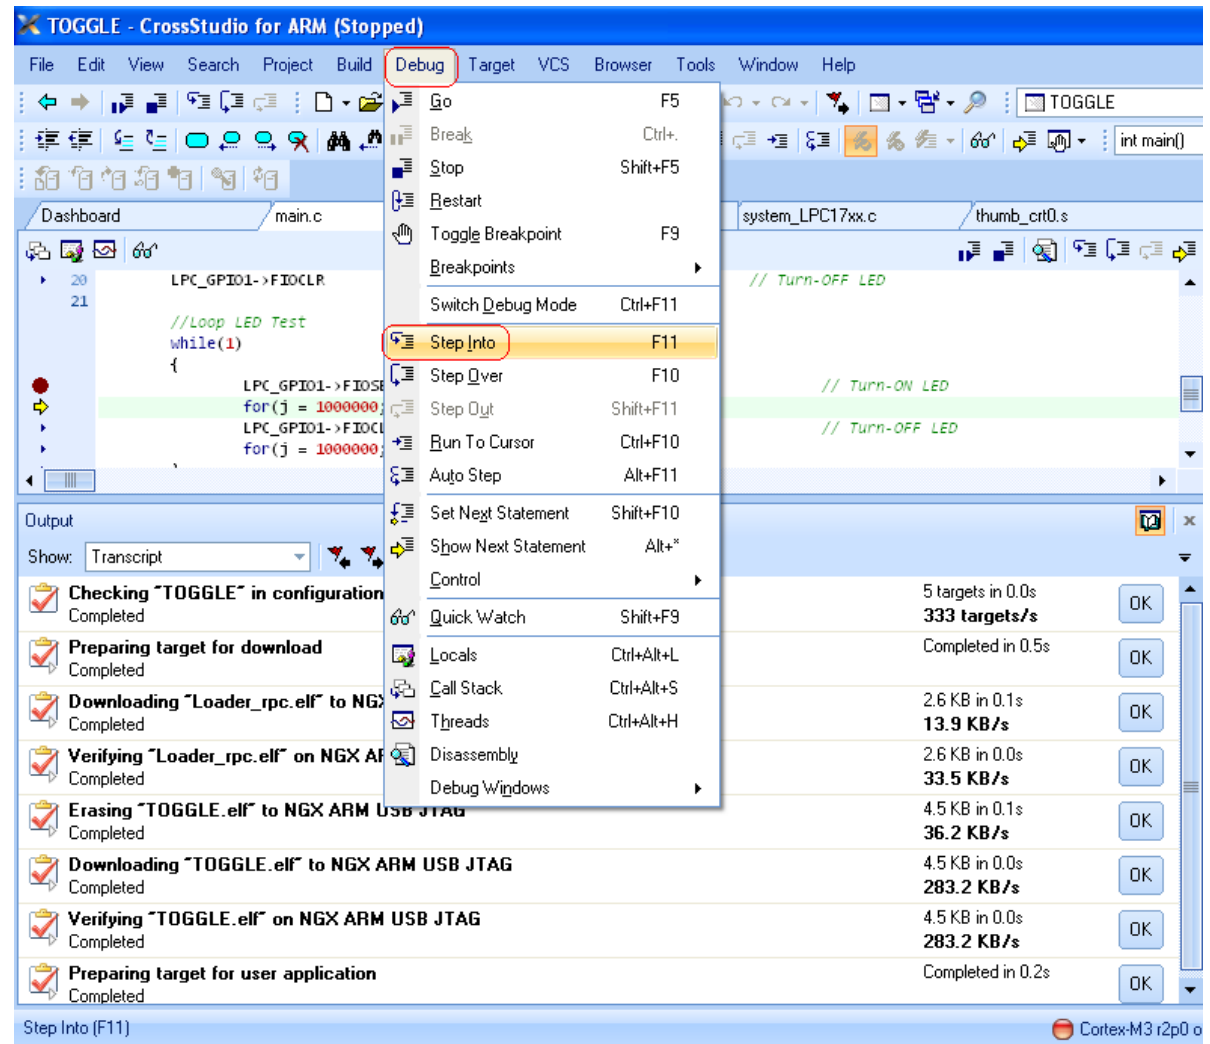 TOGGLE - CrossStudio for ARM (Stopped)
File Edit View Search Project Build Debug Target VCS Browser Tools Window Help
TOGGLE
int main()
Dashboard main.c system_LPC17xx.c thumb_crt0.s
Go F5
Break Ctrl+.
Stop Shift+F5
Restart
Toggle Breakpoint F9
Breakpoints
Switch Debug Mode Ctrl+F11
Step Into F11
Step Over F10
Step Out Shift+F11
Run To Cursor Ctrl+F10
Auto Step Alt+F11
Set Next Statement Shift+F10
Show Next Statement Alt+*
Control
Quick Watch Shift+F9
Locals Ctrl+Alt+L
Call Stack Ctrl+Alt+S
Threads Ctrl+Alt+H
Disassembly
Debug Windows
20 LPC_GPIO1->FIOCLR // Turn-OFF LED
21
//Loop LED Test
while(1)
{
LPC_GPIO1->FIOSE // Turn-ON LED
for(j = 1000000;
LPC_GPIO1->FIOCL // Turn-OFF LED
for(j = 1000000;
Output
Show: Transcript
Checking "TOGGLE" in configuration 5 targets in 0.0s
Completed 333 targets/s OK
Preparing target for download Completed in 0.5s
Completed OK
Downloading "Loader_rpc.elf" to NGX 2.6 KB in 0.1s
Completed 13.9 KB/s OK
Verifying "Loader_rpc.elf" on NGX AR 2.6 KB in 0.0s
Completed 33.5 KB/s OK
Erasing "TOGGLE.elf" to NGX ARM USB JTAG 4.5 KB in 0.1s
Completed 36.2 KB/s OK
Downloading "TOGGLE.elf" to NGX ARM USB JTAG 4.5 KB in 0.0s
Completed 283.2 KB/s OK
Verifying "TOGGLE.elf" on NGX ARM USB JTAG 4.5 KB in 0.0s
Completed 283.2 KB/s OK
Preparing target for user application Completed in 0.2s
Completed OK
Step Into (F11) Cortex-M3 r2p0 o